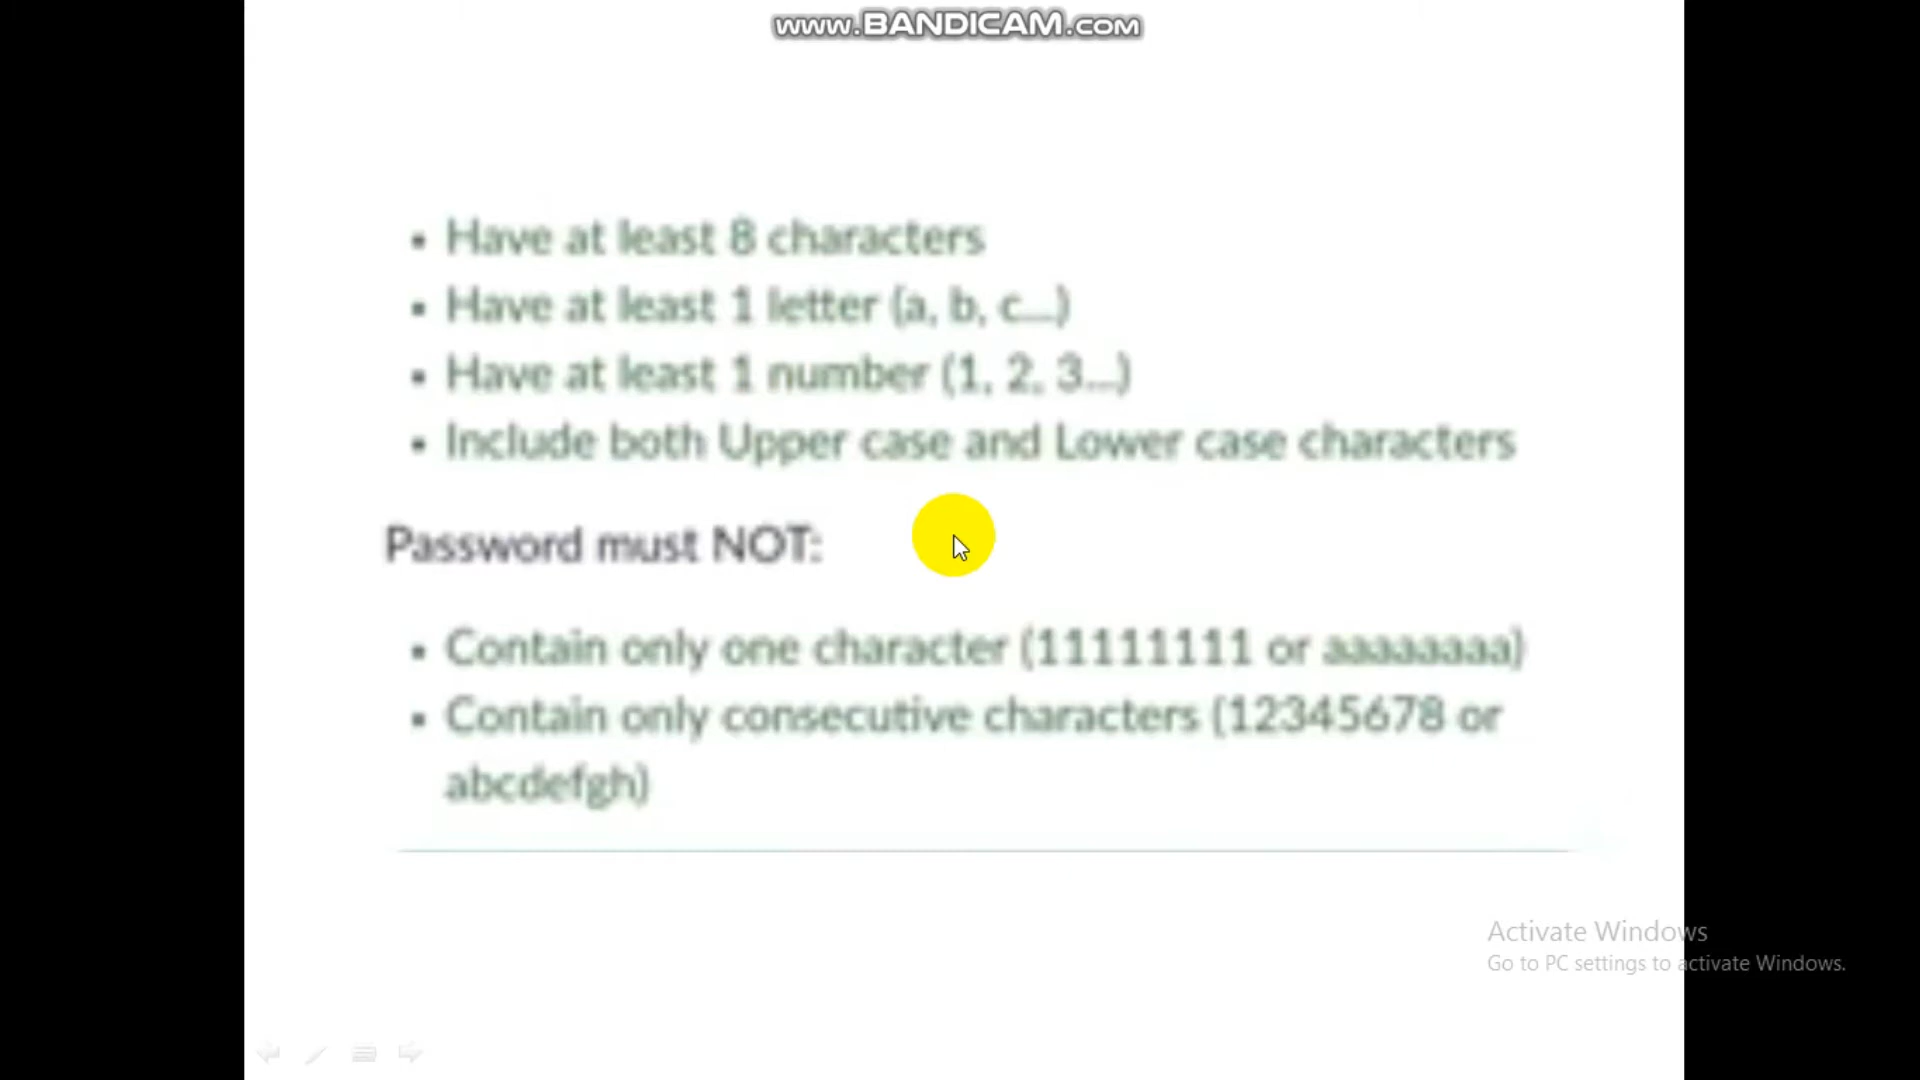 www.BANDICAM.com
• Have at least 8 characters
• Have at least 1 letter (a, b, c...)
• Have at least 1 number (1, 2, 3...)
• Include both Upper case and Lower case characters
Password must NOT:
• Contain only one character (11111111 or aaaaaaaa)
• Contain only consecutive characters (12345678 or
abcdefgh)
Activate Windows
Go to PC settings to activate Windows.